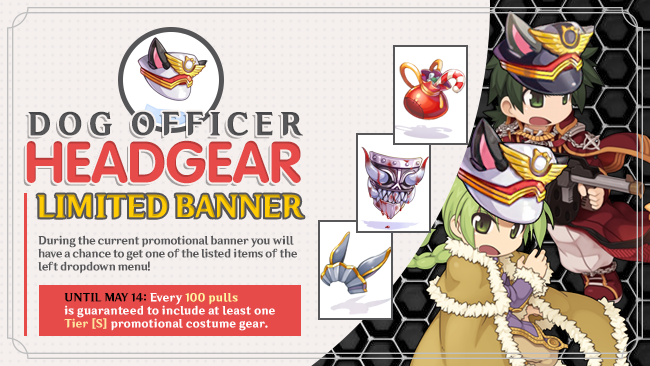 DOG OFFICER
HEADGEAR
LIMITED BANNER
During the current promotional banner you will
have a chance to get one of the listed items of the
left dropdown menu!
UNTIL MAY 14: Every 100 pulls
is guaranteed to include at least one
Tier [S] promotional costume gear.